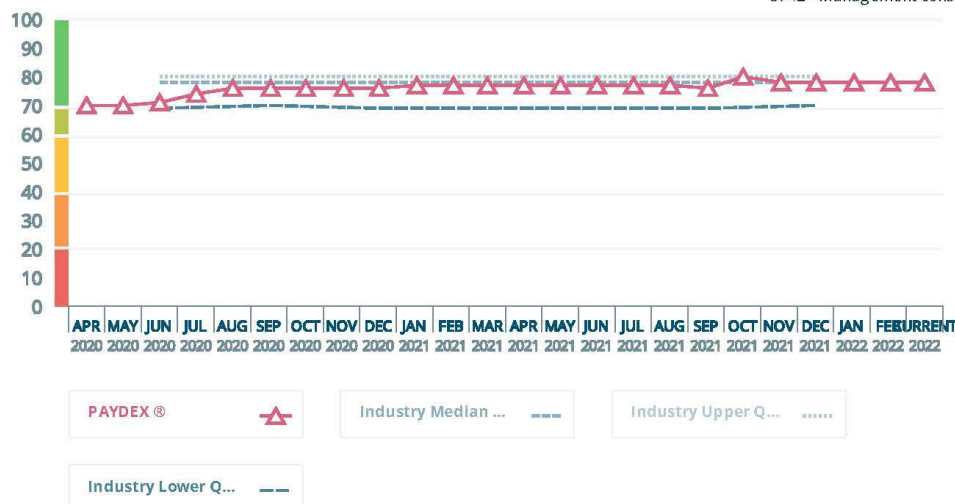 100
90
80
70
60
50
40
30
20
10
0
APR MAY JUN JUL AUG SEP OCT NOV DEC JAN FEB MAR APR MAY JUN JUL AUG SEP OCT NOV DEC JAN FEB CURRENT
2020 2020 2020 2020 2020 2020 2020 2020 2020 2021 2021 2021 2021 2021 2021 2021 2021 2021 2021 2021 2021 2022 2022 2022
PAYDEX ®
Industry Median ...
Industry Upper Q...
Industry Lower Q...